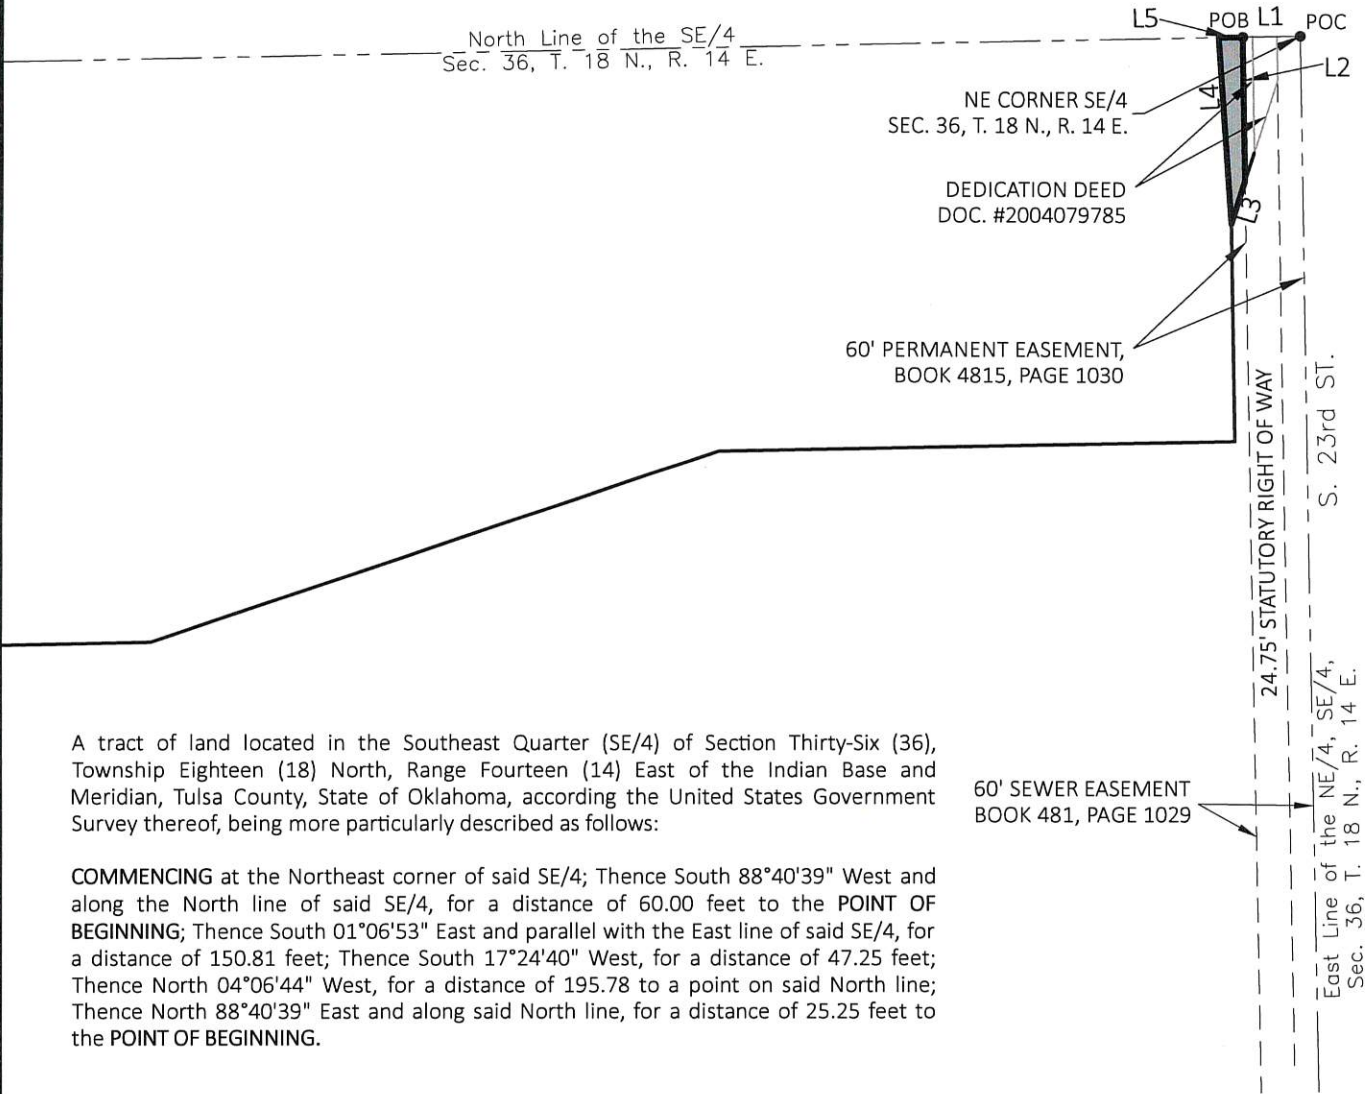 L5 POB L1 POC
North Line of the SE/4
Sec. 36, T. 18 N., R. 14 E.
L2
L4
NE CORNER SE/4
SEC. 36, T. 18 N., R. 14 E.
DEDICATION DEED
DOC. #2004079785
L3
60' PERMANENT EASEMENT,
BOOK 4815, PAGE 1030
S. 23rd ST.
24.75' STATUTORY RIGHT OF WAY
A tract of land located in the Southeast Quarter (SE/4) of Section Thirty-Six (36),
Township Eighteen (18) North, Range Fourteen (14) East of the Indian Base and
Meridian, Tulsa County, State of Oklahoma, according the United States Government
Survey thereof, being more particularly described as follows:
60' SEWER EASEMENT
BOOK 481, PAGE 1029
East Line of the NE/4, SE/4,
Sec. 36, T. 18 N., R. 14 E.
COMMENCING at the Northeast corner of said SE/4; Thence South 88°40'39" West and
along the North line of said SE/4, for a distance of 60.00 feet to the POINT OF
BEGINNING; Thence South 01°06'53" East and parallel with the East line of said SE/4, for
a distance of 150.81 feet; Thence South 17°24'40" West, for a distance of 47.25 feet;
Thence North 04°06'44" West, for a distance of 195.78 to a point on said North line;
Thence North 88°40'39" East and along said North line, for a distance of 25.25 feet to
the POINT OF BEGINNING.